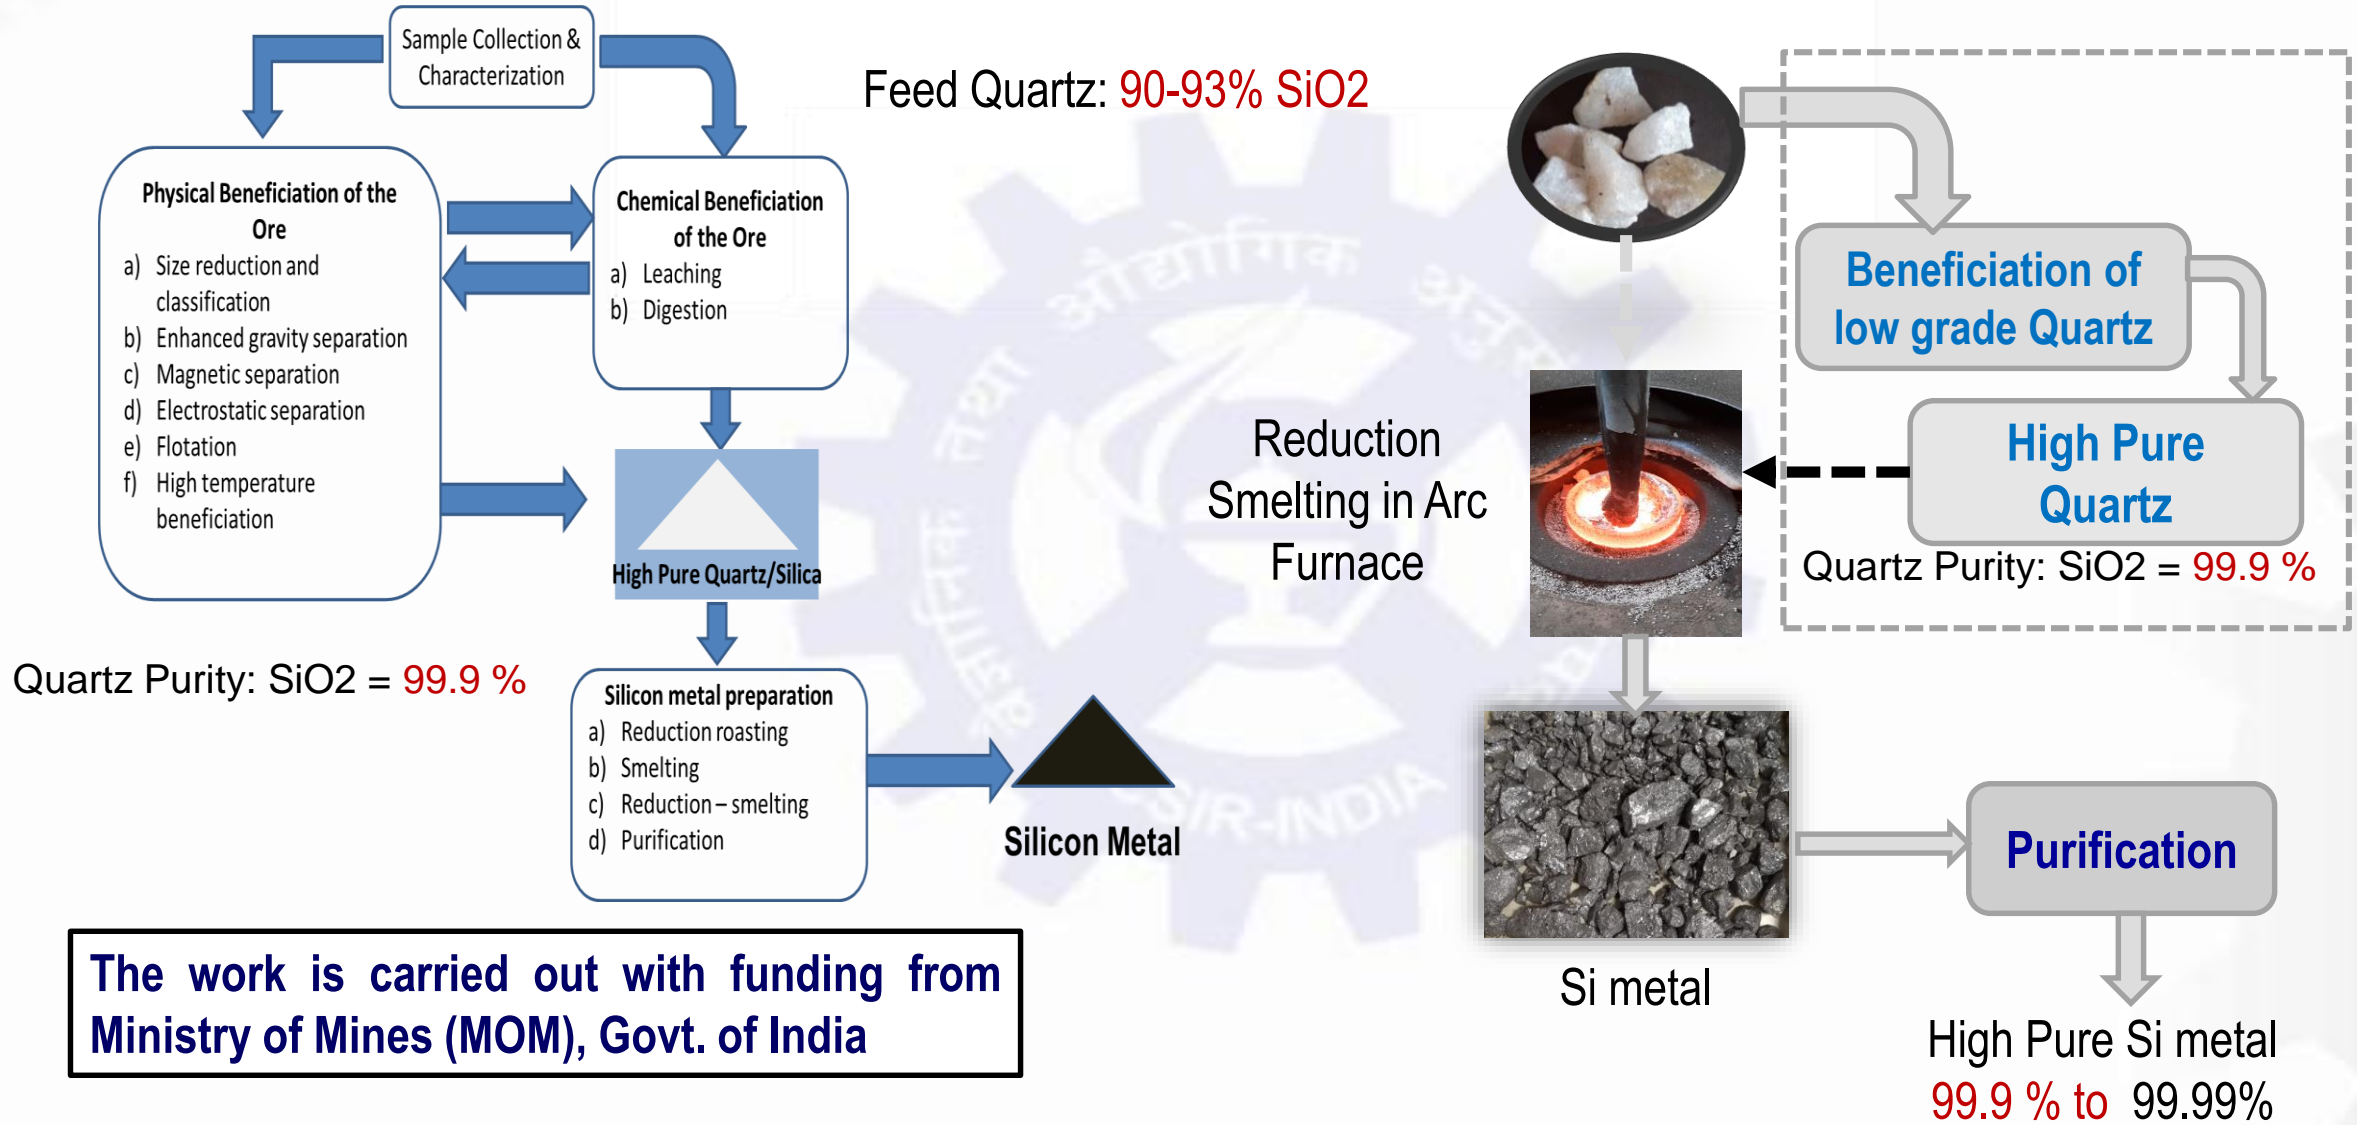 Sample Collection &
Characterization
Feed Quartz: 90-93% SiO2
Physical Beneficiation of the
Ore
a) Size reduction and
classification
b) Enhanced gravity separation
c) Magnetic separation
d) Electrostatic separation
e) Flotation
f) High temperature
beneficiation
Chemical Beneficiation
of the Ore
a) Leaching
b) Digestion
High Pure Quartz/Silica
Quartz Purity: SiO2 = 99.9 %
Silicon metal preparation
a) Reduction roasting
b) Smelting
c) Reduction – smelting
d) Purification
Silicon Metal
The work is carried out with funding from
Ministry of Mines (MOM), Govt. of India
Beneficiation of
low grade Quartz
High Pure
Quartz
Quartz Purity: SiO2 = 99.9 %
Reduction
Smelting in Arc
Furnace
Si metal
Purification
High Pure Si metal
99.9 % to 99.99%
तथा औद्योगिक
CSIR-INDIA